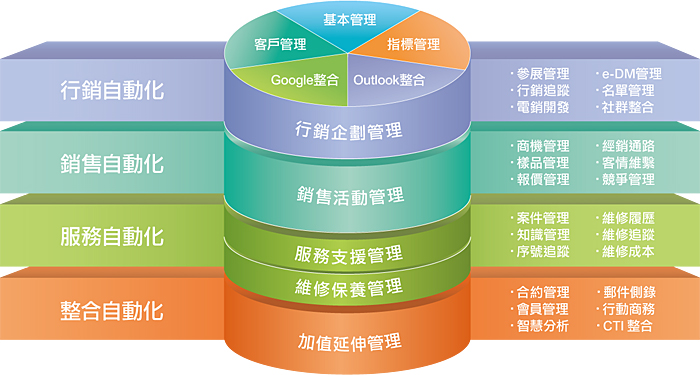 基本管理
客戶管理
指標管理
Google整合
Outlook整合
行銷自動化
行銷企劃管理
·參展管理 ·e-DM管理
·行銷追蹤 ·名單管理
·電銷開發 ·社群整合
銷售自動化
銷售活動管理
·商機管理 ·經銷通路
·樣品管理 ·客情維繫
·報價管理 ·競爭管理
服務自動化
服務支援管理
維修保養管理
·案件管理 ·維修履歷
·知識管理 ·維修追蹤
·序號追蹤 ·維修成本
整合自動化
加值延伸管理
·合約管理 ·郵件側錄
·會員管理 ·行動商務
·智慧分析 ·CTI 整合